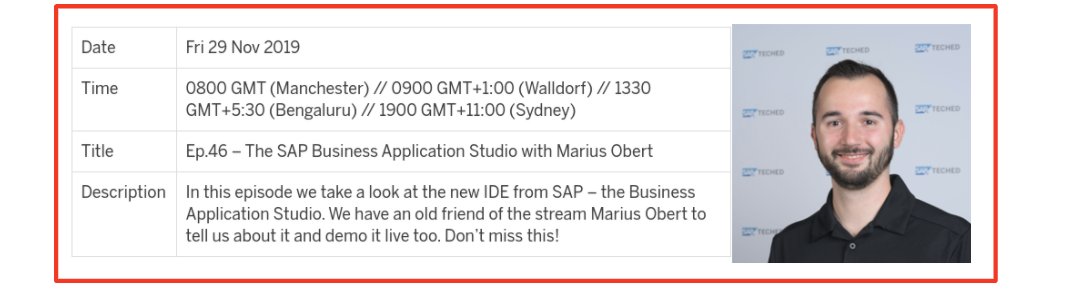 Date
Fri 29 Nov 2019
Time
0800 GMT (Manchester) // 0900 GMT+1:00 (Walldorf) // 1330
GMT+5:30 (Bengaluru) // 1900 GMT+11:00 (Sydney)
Title
Ep.46 – The SAP Business Application Studio with Marius Obert
Description
In this episode we take a look at the new IDE from SAP – the Business
Application Studio. We have an old friend of the stream Marius Obert to
tell us about it and demo it live too. Don't miss this!
SAP TECHED
SAP TECHED
SAP TECHED
SAP TECHED
SAP TECHED
SAP TECHED
SAP TECHED
SAP TECHED